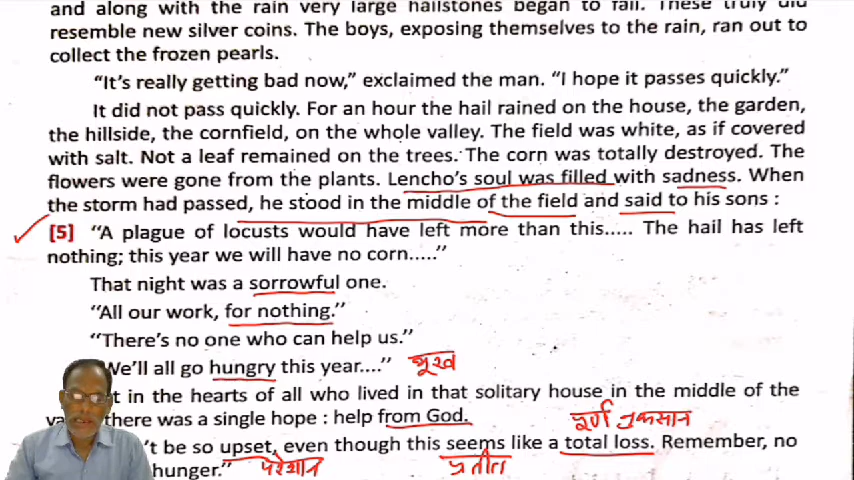 and along with the rain very large hailstones began to fall. These truly did
resemble new silver coins. The boys, exposing themselves to the rain, ran out to
collect the frozen pearls.
“It’s really getting bad now,” exclaimed the man. “I hope it passes quickly.”
It did not pass quickly. For an hour the hail rained on the house, the garden,
the hillside, the cornfield, on the whole valley. The field was white, as if covered
with salt. Not a leaf remained on the trees. The corn was totally destroyed. The
flowers were gone from the plants. Lencho’s soul was filled with sadness. When
the storm had passed, he stood in the middle of the field and said to his sons :
[5] “A plague of locusts would have left more than this..... The hail has left
nothing; this year we will have no corn.....”
That night was a sorrowful one.
“All our work, for nothing.”
“There’s no one who can help us.”
We’ll all go hungry this year....” भूख
t in the hearts of all who lived in that solitary house in the middle of the
va there was a single hope : help from God. पूर्ण नुकसान
’t be so upset, even though this seems like a total loss. Remember, no
hunger.” परेशान प्रतीत